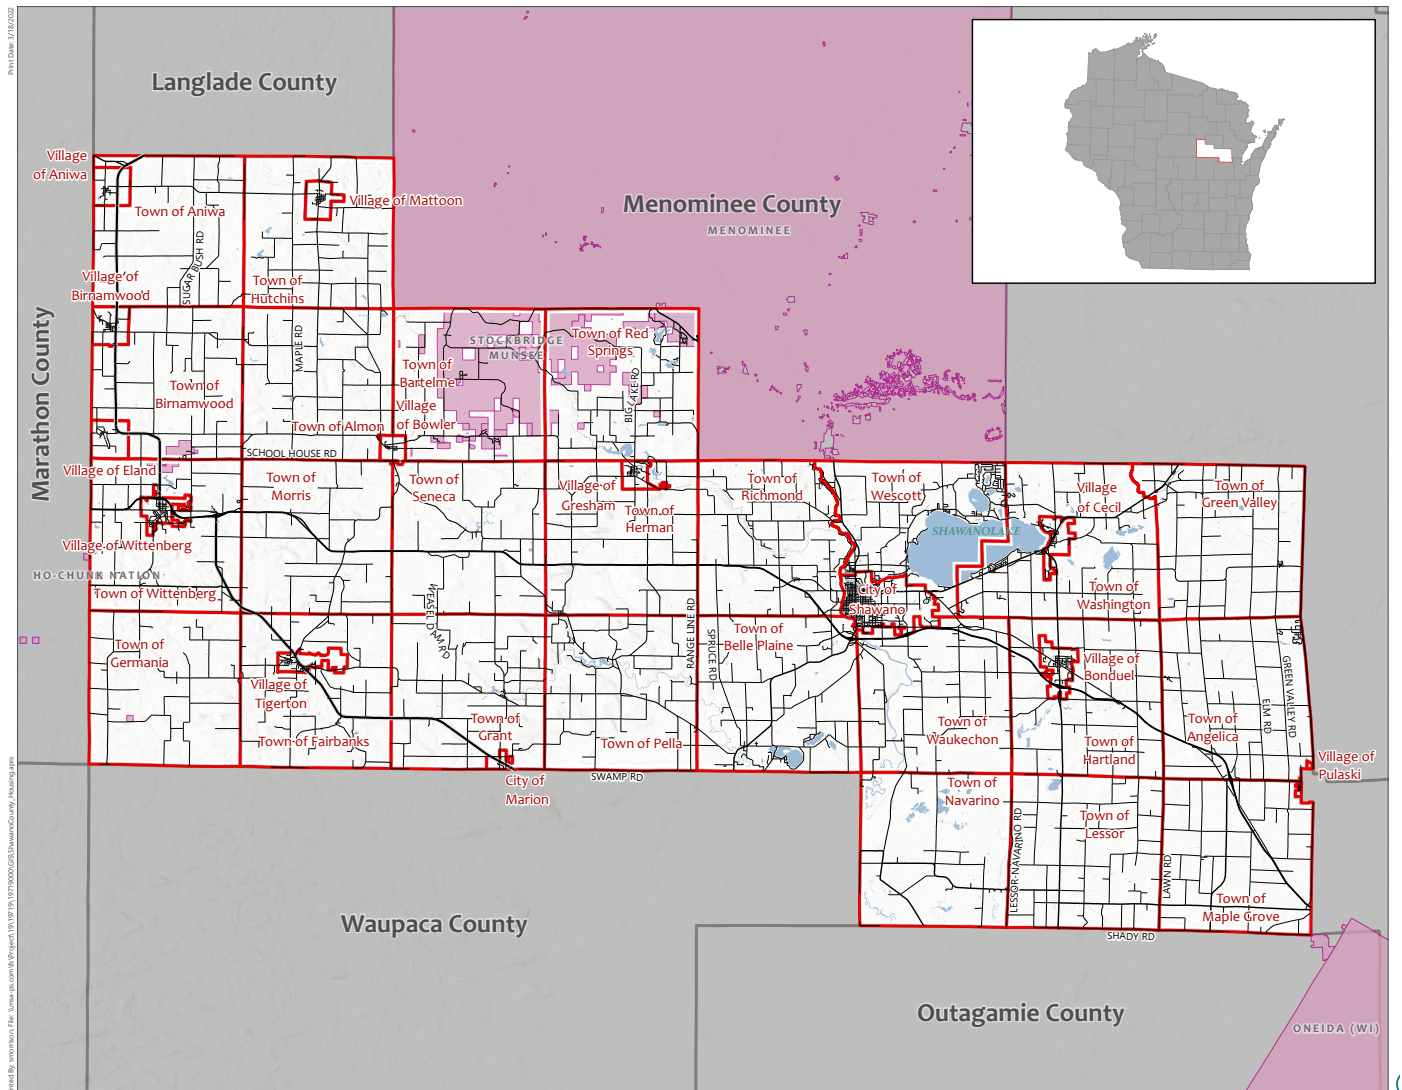 Print Date: 3/18/2022
Langlade County
Village
of Aniwa
Town of Aniwa
Village of Mattoon
Menominee County
MENOMINEE
SUGAR BUSH RD
Village of
Birnamwood
Town of
Hutchins
Marathon County
MAPLE RD
STOCKBRIDGE
MUNSEE
Town of Red
Springs
Town of
Bartelme
BIG LAKE RD
Town of
Birnamwood
Village
of Bowler
Town of Almon
SCHOOL HOUSE RD
Village of Eland
Town of
Morris
Town of
Seneca
Village of
Gresham
Town of
Herman
Town of
Richmond
Town of
Wescott
Village
of Cecil
Town of
Green Valley
SHAWANO LAKE
Village of Wittenberg
HO-CHUNK NATION
Town of Wittenberg
WEASEL DAM RD
City of
Shawano
Town of
Washington
RANGE LINE RD
SPRUCE RD
Town of
Belle Plaine
Town of
Germania
Village of
Tigerton
Village of
Bonduel
GREEN VALLEY RD
ELM RD
Town of
Grant
Town of Fairbanks
Town of Pella
Town of
Waukechon
Town of
Hartland
Town of
Angelica
Village of
Pulaski
SWAMP RD
City of
Marion
Town of
Navarino
LESSOR-NAVARINO RD
Town of
Lessor
LAWN RD
Town of
Maple Grove
SHADY RD
Waupaca County
Outagamie County
ONEIDA (WI)